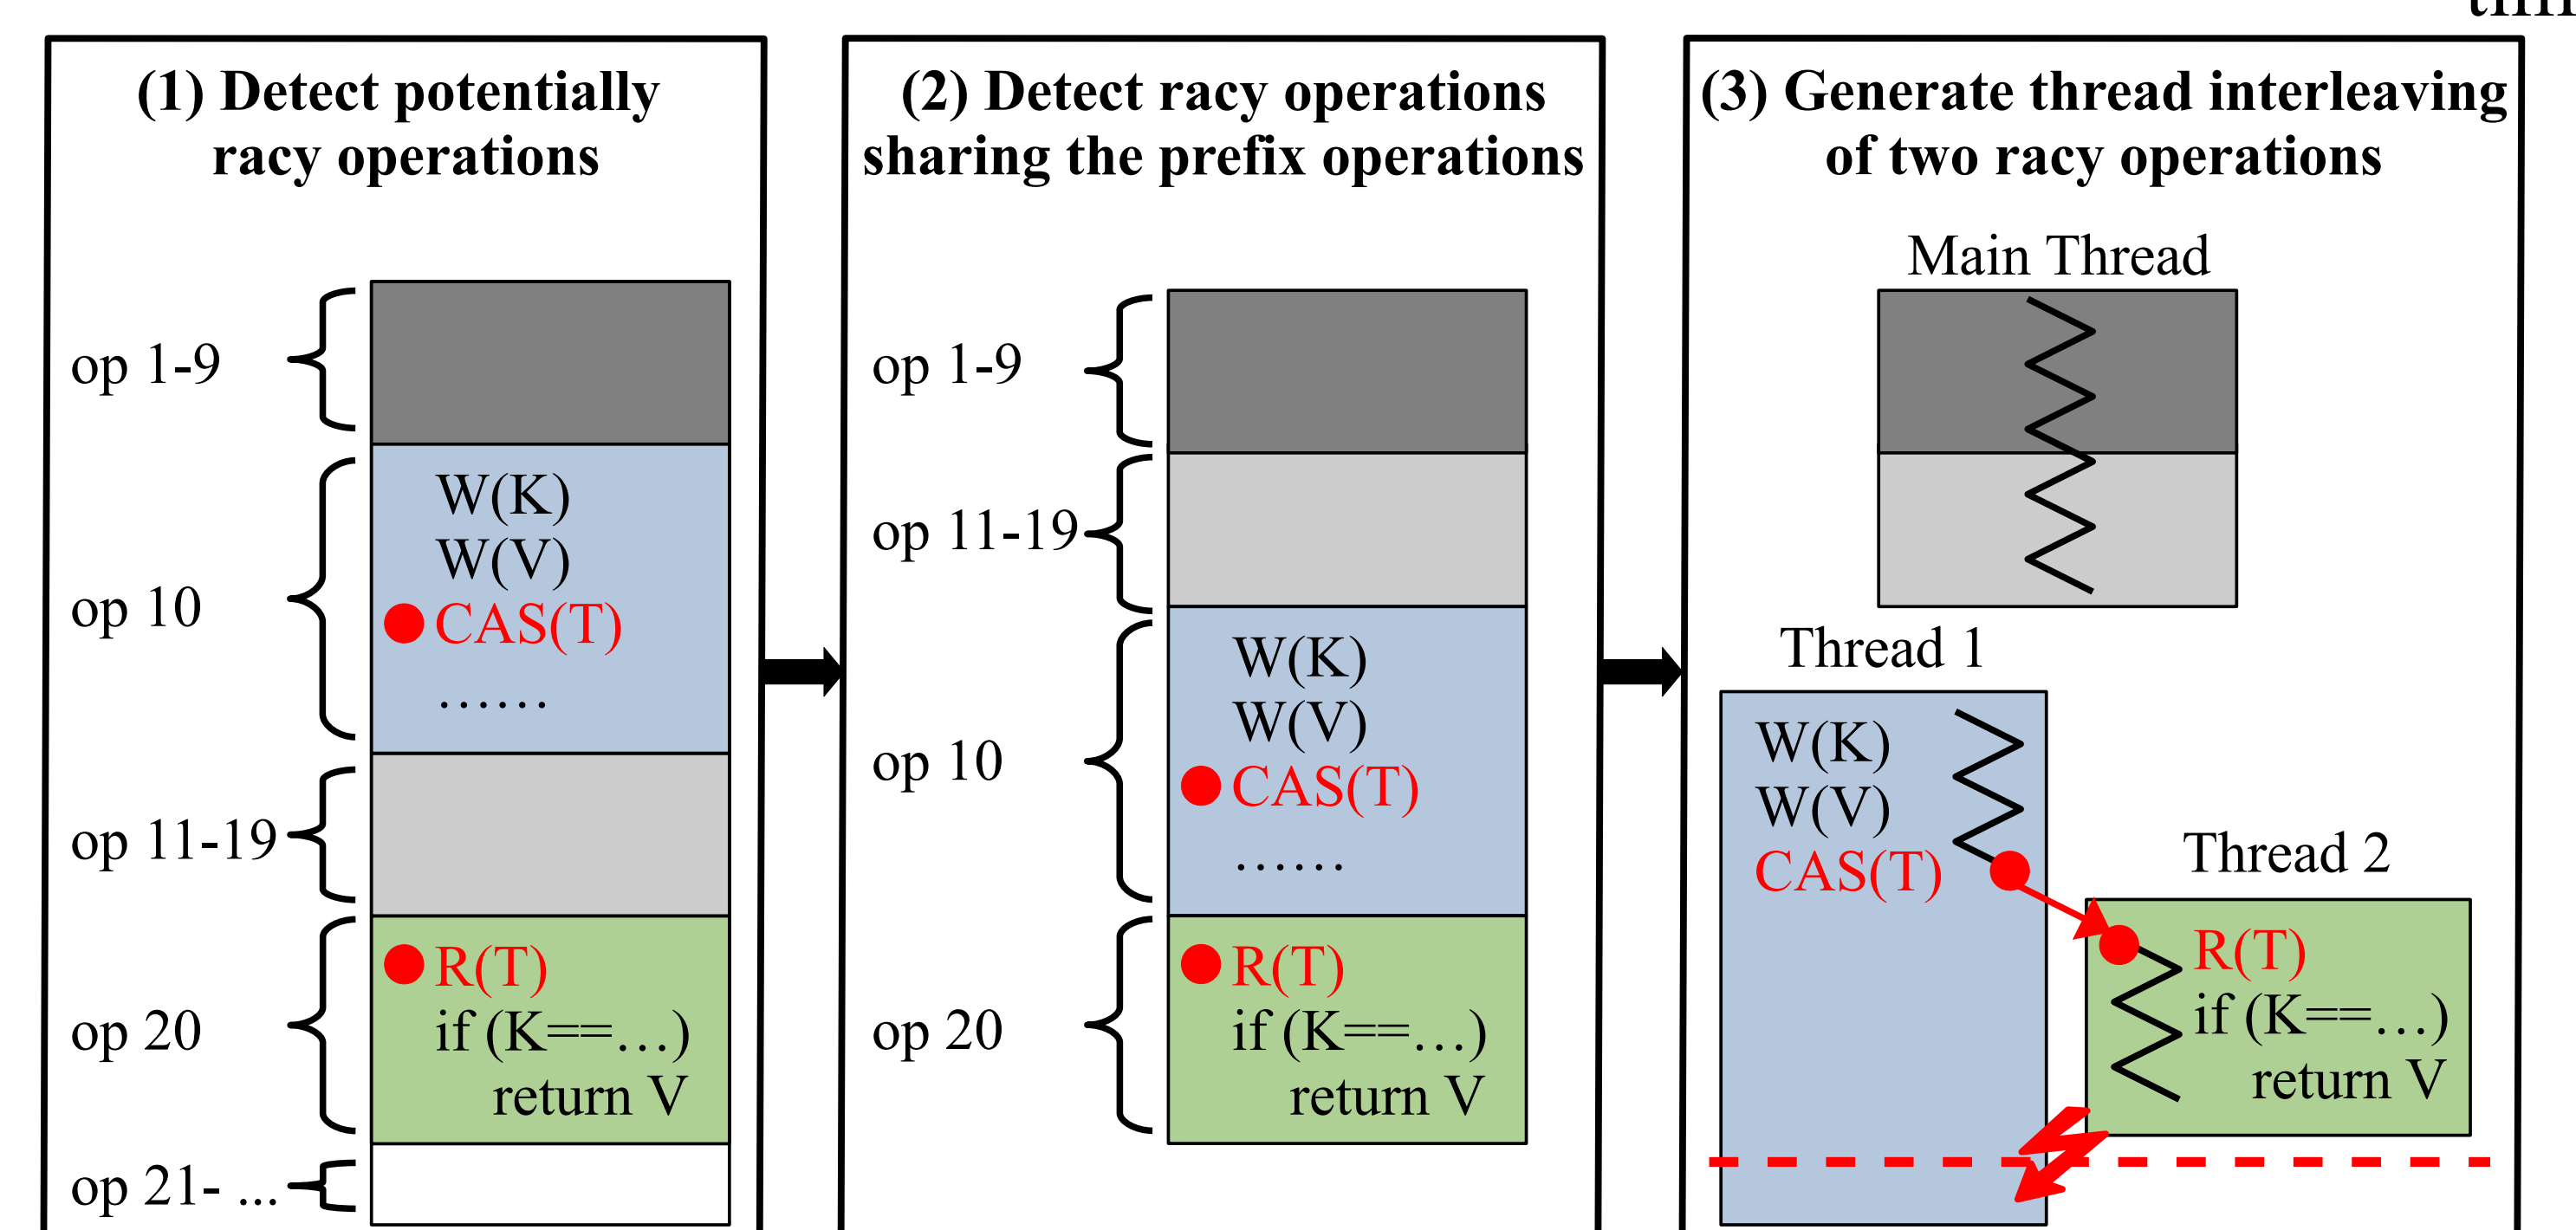 (1) Detect potentially
racy operations
op 1-9
op 10
W(K)
W(V)
CAS(T)
......
op 11-19
op 20
R(T)
if (K==…)
return V
op 21- ...
(2) Detect racy operations
sharing the prefix operations
op 1-9
op 11-19
op 10
W(K)
W(V)
CAS(T)
......
op 20
R(T)
if (K==…)
return V
(3) Generate thread interleaving
of two racy operations
Main Thread
Thread 1
W(K)
W(V)
CAS(T)
Thread 2
R(T)
if (K==…)
return V